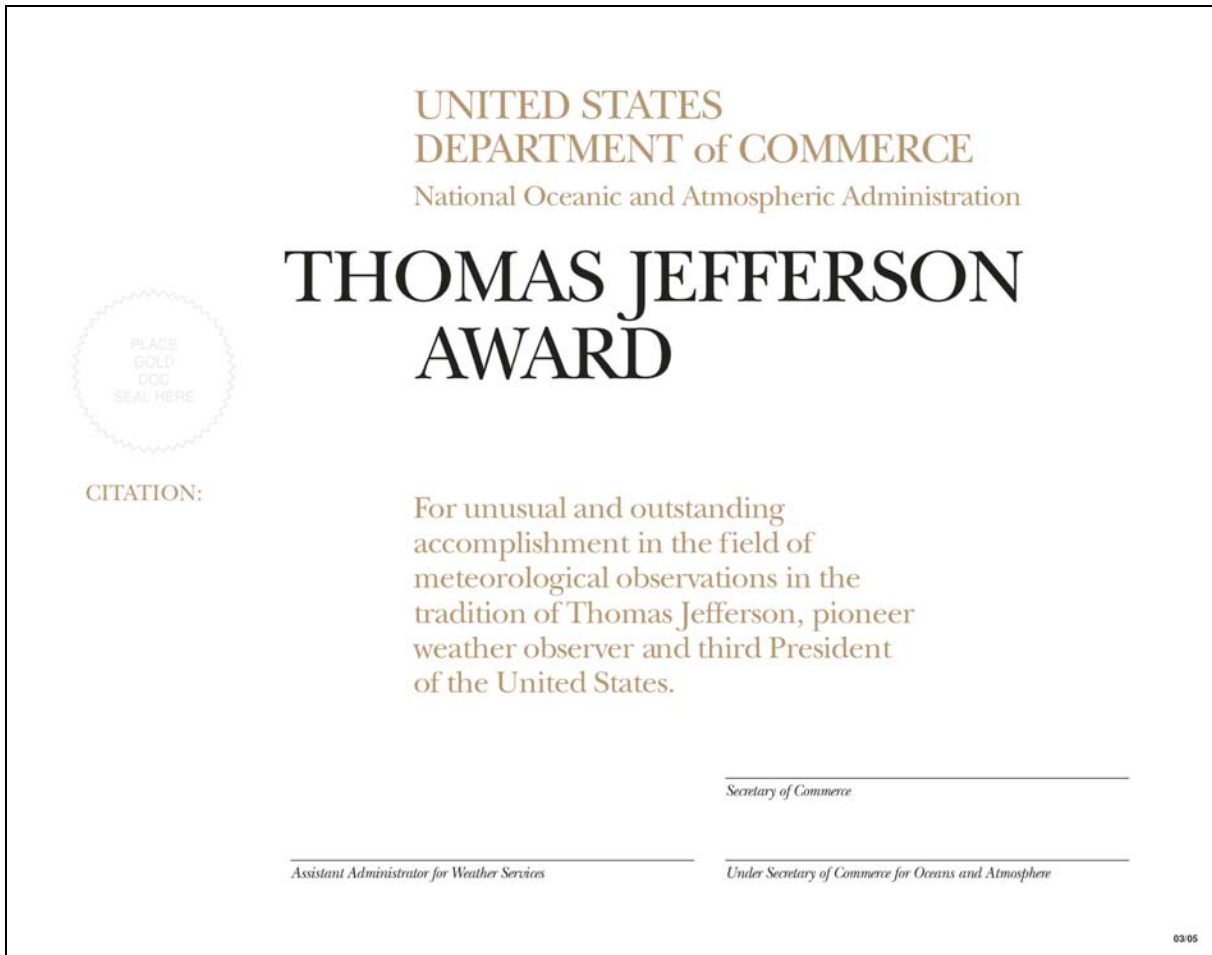 UNITED STATES
DEPARTMENT of COMMERCE
National Oceanic and Atmospheric Administration
THOMAS JEFFERSON
AWARD
PLACE
GOLD
DOC
SEAL HERE
CITATION:
For unusual and outstanding
accomplishment in the field of
meteorological observations in the
tradition of Thomas Jefferson, pioneer
weather observer and third President
of the United States.
Secretary of Commerce
Assistant Administrator for Weather Services
Under Secretary of Commerce for Oceans and Atmosphere
03/05